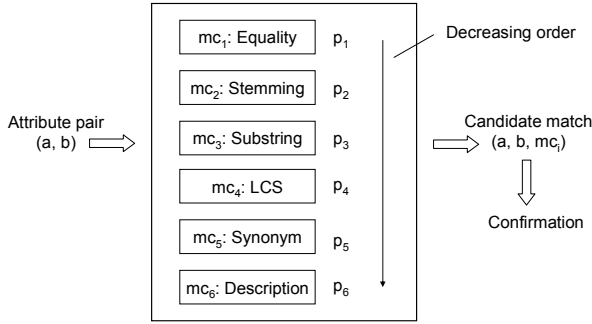 mc1: Equality p1
Decreasing order
mc2: Stemming p2
Attribute pair
(a, b)
mc3: Substring p3
Candidate match
(a, b, mci)
mc4: LCS p4
Confirmation
mc5: Synonym p5
mc6: Description p6